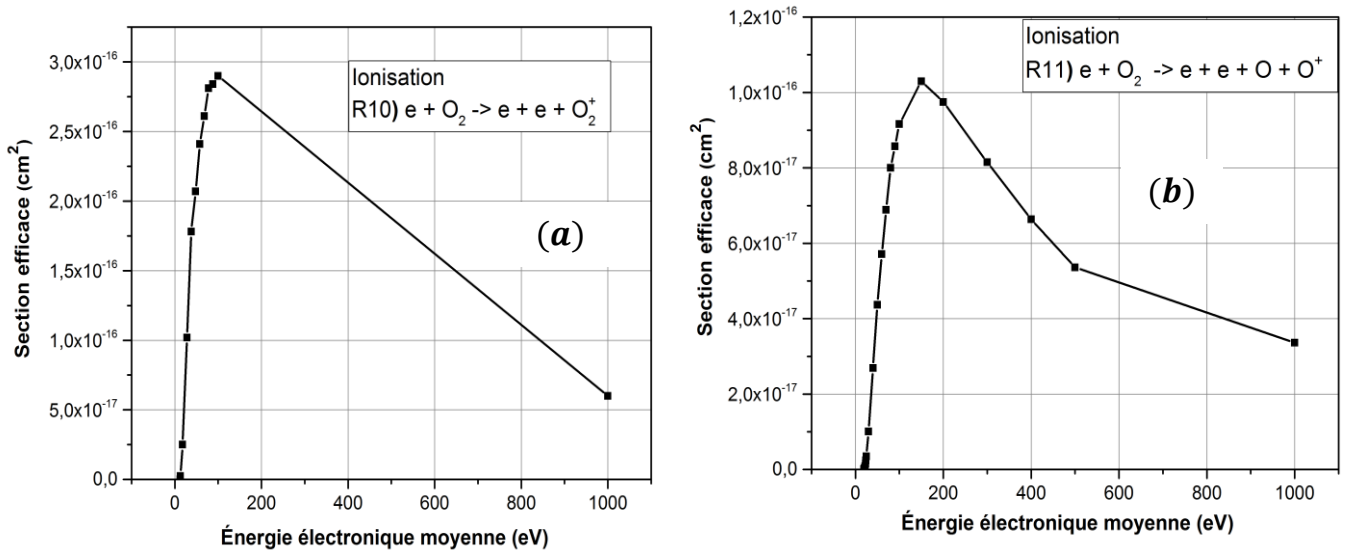 3,0x10⁻¹⁶
2,5x10⁻¹⁶
2,0x10⁻¹⁶
1,5x10⁻¹⁶
1,0x10⁻¹⁶
5,0x10⁻¹⁷
0,0
Section efficace (cm²)
Ionisation
R10) e + O₂ -> e + e + O₂⁺
(a)
0 200 400 600 800 1000
Énergie électronique moyenne (eV)
1,2x10⁻¹⁶
1,0x10⁻¹⁶
8,0x10⁻¹⁷
6,0x10⁻¹⁷
4,0x10⁻¹⁷
2,0x10⁻¹⁷
0,0
Section efficace (cm²)
Ionisation
R11) e + O₂ -> e + e + O + O⁺
(b)
0 200 400 600 800 1000
Énergie électronique moyenne (eV)